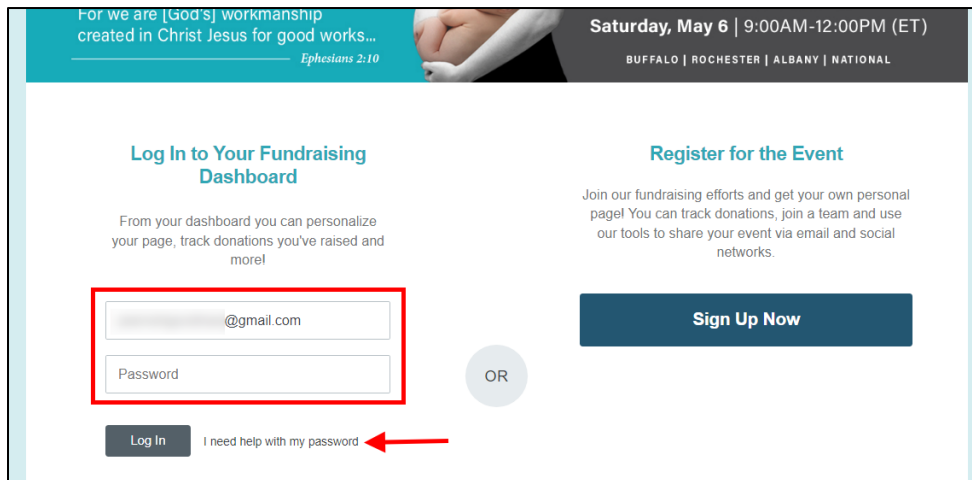 For we are [God's] workmanship
created in Christ Jesus for good works...
Ephesians 2:10
Saturday, May 6 | 9:00AM-12:00PM (ET)
BUFFALO | ROCHESTER | ALBANY | NATIONAL
Log In to Your Fundraising
Dashboard
From your dashboard you can personalize
your page, track donations you've raised and
more!
@gmail.com
Password
Log In
I need help with my password
OR
Register for the Event
Join our fundraising efforts and get your own personal
page! You can track donations, join a team and use
our tools to share your event via email and social
networks.
Sign Up Now